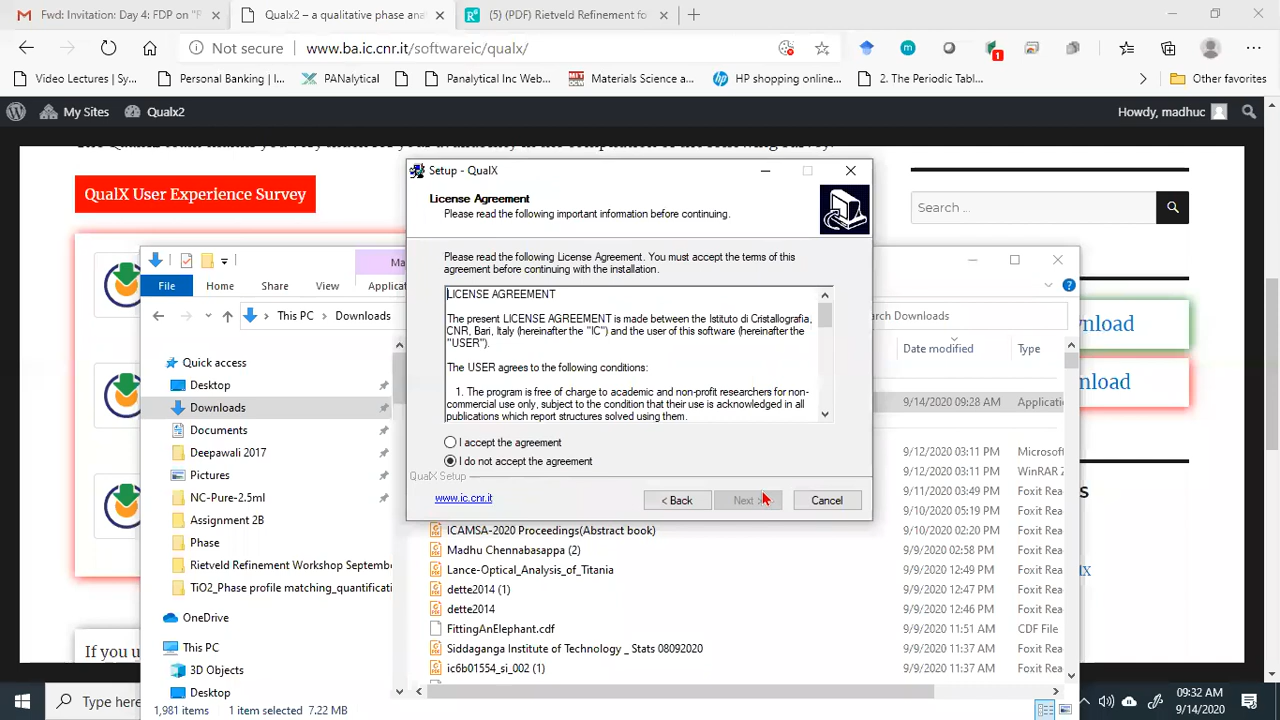 Fwd: Invitation: Day 4: FDP on "R
Qualx2 – a qualitative phase anal
(5) (PDF) Rietveld Refinement for
Not secure
www.ba.ic.cnr.it/softwareic/qualx/
1
Video Lectures | Sy...
Personal Banking | I...
PANalytical
Panalytical Inc Web...
Materials Science a...
HP shopping online...
2. The Periodic Tabl...
Other favorites
My Sites
Qualx2
Howdy, madhuc
QualX User Experience Survey
Search ...
Setup - QualX
License Agreement
Please read the following important information before continuing.
Please read the following License Agreement. You must accept the terms of this
agreement before continuing with the installation.
LICENSE AGREEMENT
The present LICENSE AGREEMENT is made between the Istituto di Cristallografia,
CNR, Bari, Italy (hereinafter the "IC") and the user of this software (hereinafter the
"USER").
The USER agrees to the following conditions:
1. The program is free of charge to academic and non-profit researchers for non-
commercial use only, subject to the condition that their use is acknowledged in all
publications which report structures solved using them.
I accept the agreement
I do not accept the agreement
QualX Setup
www.ic.cnr.it
< Back
Next >
Cancel
File
Home
Share
View
Applicat
This PC
Downloads
earch Downloads
Date modified
Type
Quick access
Desktop
Downloads
Documents
Deepawali 2017
Pictures
NC-Pure-2.5ml
Assignment 2B
Phase
Rietveld Refinement Workshop Septembe
TiO2_Phase profile matching_quantificati
OneDrive
This PC
3D Objects
Desktop
9/14/2020 09:28 AM
Applicatio
9/12/2020 03:11 PM
Microsoft
9/12/2020 03:11 PM
WinRAR Z
9/11/2020 03:49 PM
Foxit Rea
9/10/2020 05:19 PM
Foxit Rea
ICAMSA-2020 Proceedings(Abstract book)
9/10/2020 02:20 PM
Foxit Rea
Madhu Chennabasappa (2)
9/9/2020 02:58 PM
Foxit Rea
Lance-Optical_Analysis_of_Titania
9/9/2020 12:49 PM
Foxit Rea
dette2014 (1)
9/9/2020 12:47 PM
Foxit Rea
dette2014
9/9/2020 12:46 PM
Foxit Rea
FittingAnElephant.cdf
9/9/2020 11:51 AM
CDF File
Siddaganga Institute of Technology _ Stats 08092020
9/9/2020 11:37 AM
Foxit Rea
ic6b01554_si_002 (1)
9/9/2020 11:37 AM
Foxit Rea
1,981 items
1 item selected
7.22 MB
wnload
wnload
s
lx
If you u
Type here
09:32 AM
9/14/2020